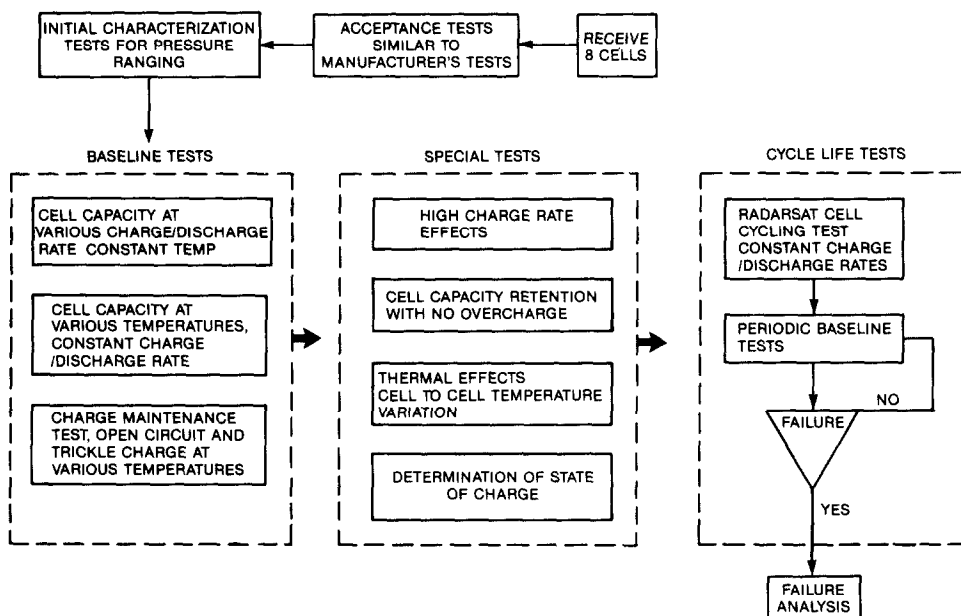 INITIAL CHARACTERIZATION
TESTS FOR PRESSURE
RANGING
ACCEPTANCE TESTS
SIMILAR TO
MANUFACTURER'S TESTS
RECEIVE
8 CELLS
BASELINE TESTS
CELL CAPACITY AT
VARIOUS CHARGE/DISCHARGE
RATE CONSTANT TEMP
CELL CAPACITY AT
VARIOUS TEMPERATURES,
CONSTANT CHARGE
/DISCHARGE RATE
CHARGE MAINTENANCE
TEST, OPEN CIRCUIT AND
TRICKLE CHARGE AT
VARIOUS TEMPERATURES
SPECIAL TESTS
HIGH CHARGE RATE
EFFECTS
CELL CAPACITY RETENTION
WITH NO OVERCHARGE
THERMAL EFFECTS
CELL TO CELL TEMPERATURE
VARIATION
DETERMINATION OF STATE
OF CHARGE
CYCLE LIFE TESTS
RADARSAT CELL
CYCLING TEST
CONSTANT CHARGE
/DISCHARGE RATES
PERIODIC BASELINE
TESTS
NO
FAILURE
YES
FAILURE
ANALYSIS